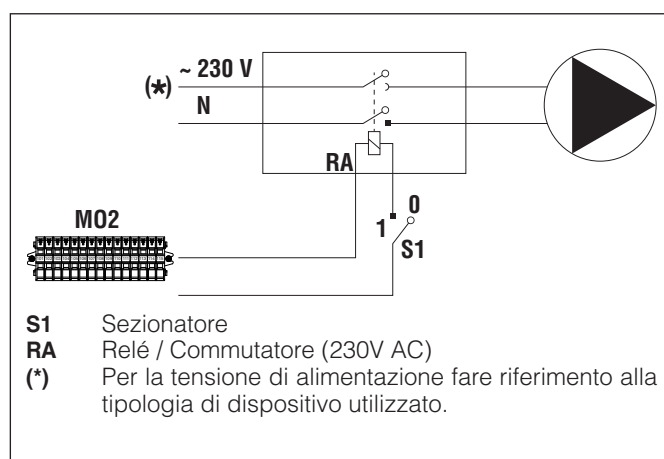 ~ 230 V
(*)
N
RA
MO2
0
1
S1
S1 Sezionatore
RA Relé / Commutatore (230V AC)
(*) Per la tensione di alimentazione fare riferimento alla
tipologia di dispositivo utilizzato.